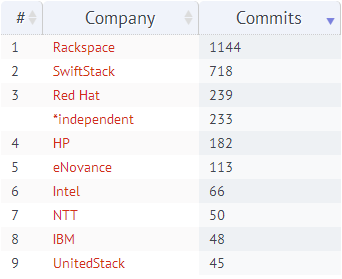 # Company Commits
1 Rackspace 1144
2 SwiftStack 718
3 Red Hat 239
*independent 233
4 HP 182
5 eNovance 113
6 Intel 66
7 NTT 50
8 IBM 48
9 UnitedStack 45